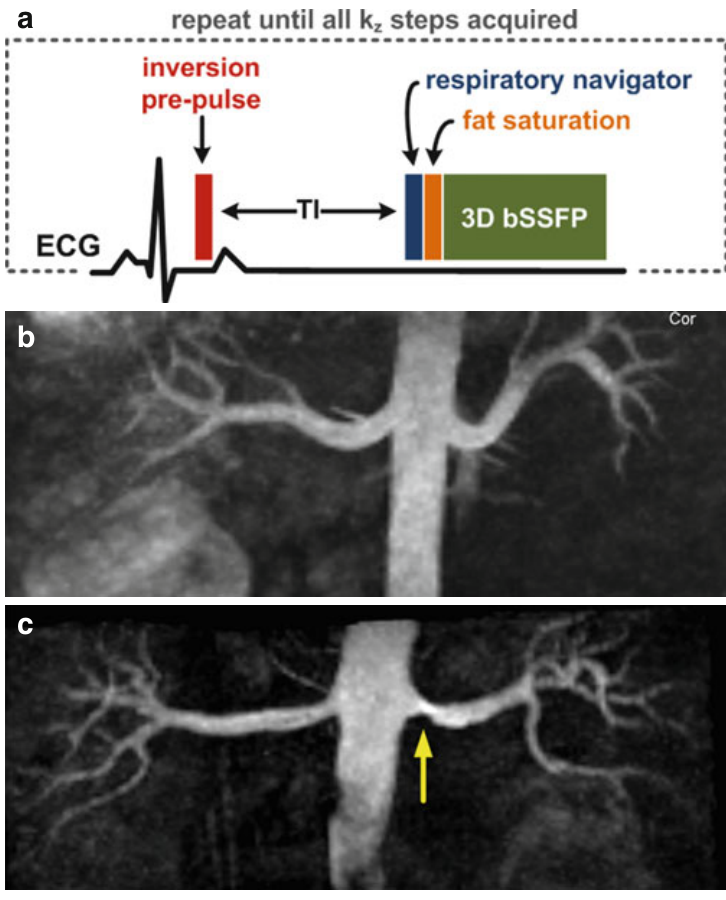 a
repeat until all kz steps acquired
inversion
pre-pulse
respiratory navigator
fat saturation
TI
3D bSSFP
ECG
b
Cor
c